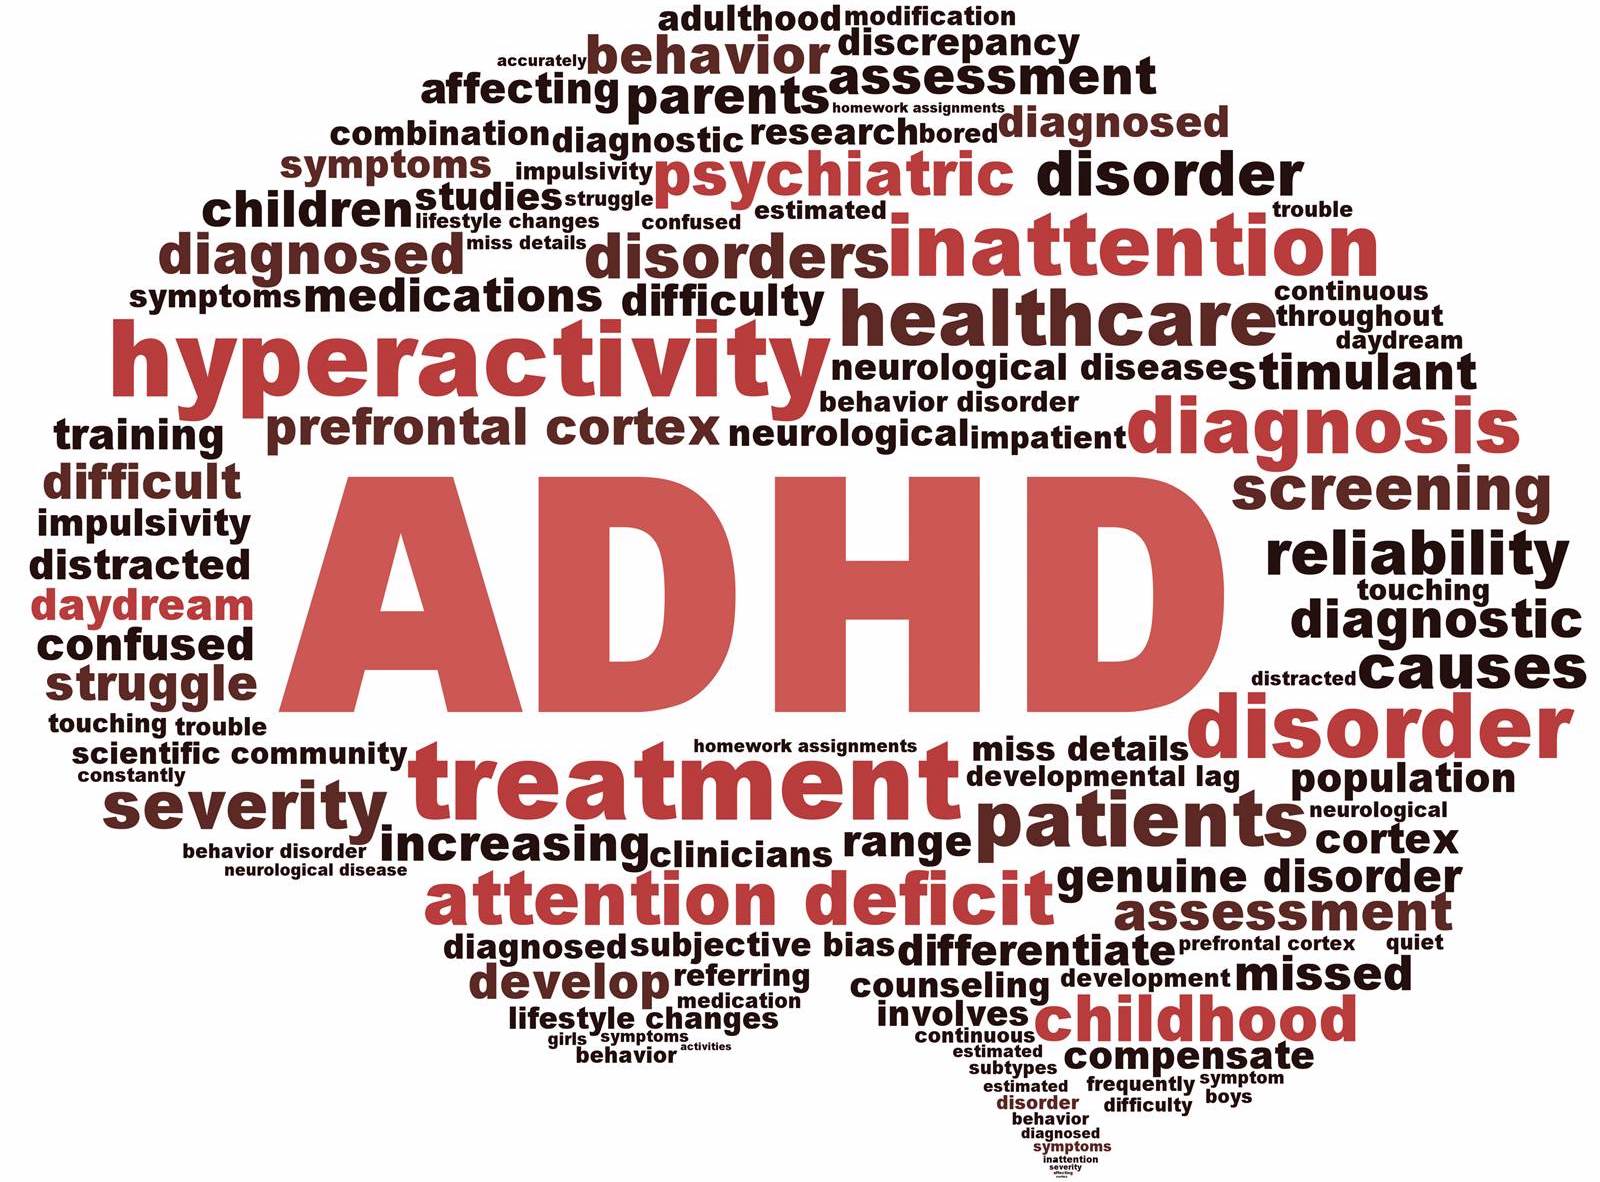 adulthood modification
accurately behavior discrepancy
affecting parents assessment
homework assignments
combination diagnostic research bored diagnosed
symptoms impulsivity psychiatric disorder
children studies struggle
lifestyle changes confused estimated trouble
diagnosed miss details disorders inattention
symptoms medications difficulty healthcare continuous
throughout
daydream
hyperactivity neurological disease stimulant
behavior disorder
training prefrontal cortex neurological impatient diagnosis
difficult screening
impulsivity
ADHD
distracted reliability
touching
daydream diagnostic
confused
struggle distracted causes
touching trouble disorder
scientific community homework assignments miss details
constantly treatment developmental lag population
severity patients neurological
behavior disorder increasing clinicians range cortex
neurological disease
attention deficit genuine disorder
assessment
diagnosed subjective bias differentiate prefrontal cortex quiet
develop referring counseling development missed
medication
lifestyle changes involves childhood
girls symptoms continuous
behavior activities estimated compensate
subtypes
estimated frequently symptom
disorder difficulty boys
behavior
diagnosed
symptoms
inattention
severity
affecting